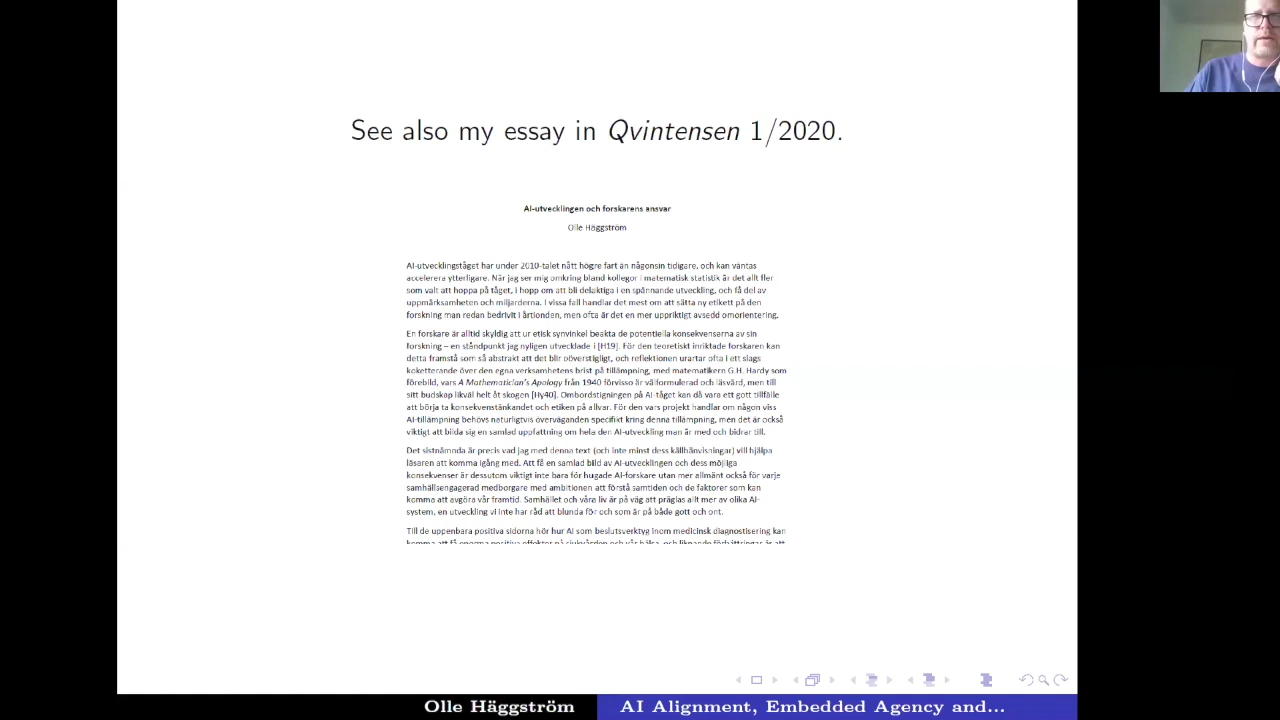 See also my essay in Qvintensen 1/2020.
AI-utvecklingen och forskarens ansvar
Olle Häggström
AI-utvecklingståget har under 2010-talet nått högre fart än någonsin tidigare, och kan väntas
accelerera ytterligare. När jag ser mig omkring bland kollegor i matematisk statistik är det allt fler
som valt att hoppa på tåget, i hopp om att bli delaktiga i en spännande utveckling, och få del av
uppmärksamheten och miljarderna. I vissa fall handlar det mest om att sätta ny etikett på den
forskning man redan bedrivit i årtionden, men ofta är det en mer uppriktigt avsedd omorientering.
En forskare är alltid skyldig att ur etisk synvinkel beakta de potentiella konsekvenserna av sin
forskning – en ståndpunkt jag nyligen utvecklade i [H19]. För den teoretiskt inriktade forskaren kan
detta framstå som så abstrakt att det blir oöverstigligt, och reflektionen urartar ofta i ett slags
koketterande över den egna verksamhetens brist på tillämpning, med matematikern G.H. Hardy som
förebild, vars A Mathematician's Apology från 1940 förvisso är välformulerad och läsvärd, men till
sitt budskap likväl helt åt skogen [Hy40]. Ombordstigningen på AI-tåget kan då vara ett gott tillfälle
att börja ta konsekvenstänkandet och etiken på allvar. För den vars projekt handlar om någon viss
AI-tillämpning behövs naturligtvis överväganden specifikt kring denna tillämpning, men det är också
viktigt att bilda sig en samlad uppfattning om hela den AI-utveckling man är med och bidrar till.
Det sistnämnda är precis vad jag med denna text (och inte minst dess källhänvisningar) vill hjälpa
läsaren att komma igång med. Att få en samlad bild av AI-utvecklingen och dess möjliga
konsekvenser är dessutom viktigt inte bara för hugade AI-forskare utan mer allmänt också för varje
samhällsengagerad medborgare med ambitionen att förstå samtiden och de faktorer som kan
komma att avgöra vår framtid. Samhället och våra liv är på väg att präglas allt mer av olika AI-
system, en utveckling vi inte har råd att blunda för och som är på både gott och ont.
Till de uppenbara positiva sidorna hör hur AI som beslutsverktyg inom medicinsk diagnostisering kan
komma att få enorma positiva effekter på sjukvården och vår hälsa, och liknande förbättringar är att
Olle Häggström
AI Alignment, Embedded Agency and...